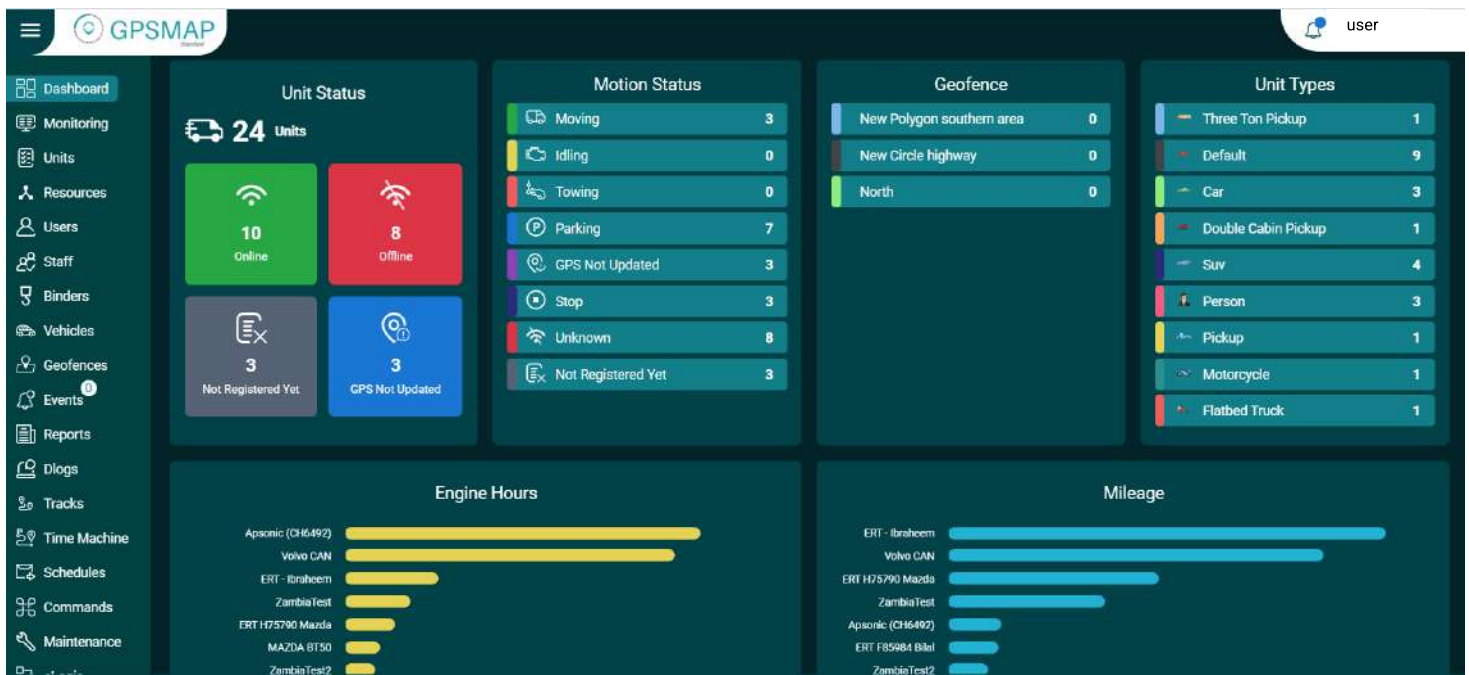 GPSMAP
user
Dashboard
Monitoring
Units
Resources
Users
Staff
Binders
Vehicles
Geofences
Events
0
Reports
Dlogs
Tracks
Time Machine
Schedules
Commands
Maintenance
Unit Status
24 Units
10
Online
8
Offline
3
Not Registered Yet
3
GPS Not Updated
Motion Status
Moving 3
Idling 0
Towing 0
Parking 7
GPS Not Updated 3
Stop 3
Unknown 8
Not Registered Yet 3
Geofence
New Polygon southern area 0
New Circle highway 0
North 0
Unit Types
Three Ton Pickup 1
Default 9
Car 3
Double Cabin Pickup 1
Suv 4
Person 3
Pickup 1
Motorcycle 1
Flatbed Truck 1
Engine Hours
Apsonic (CH6492)
Volvo CAN
ERT - Ibraheem
ZambiaTest
ERT H75790 Mazda
MAZDA BT50
ZambiaTest2
Mileage
ERT - Ibraheem
Volvo CAN
ERT H75790 Mazda
ZambiaTest
Apsonic (CH6492)
ERT F85984 Bilal
ZambiaTest2